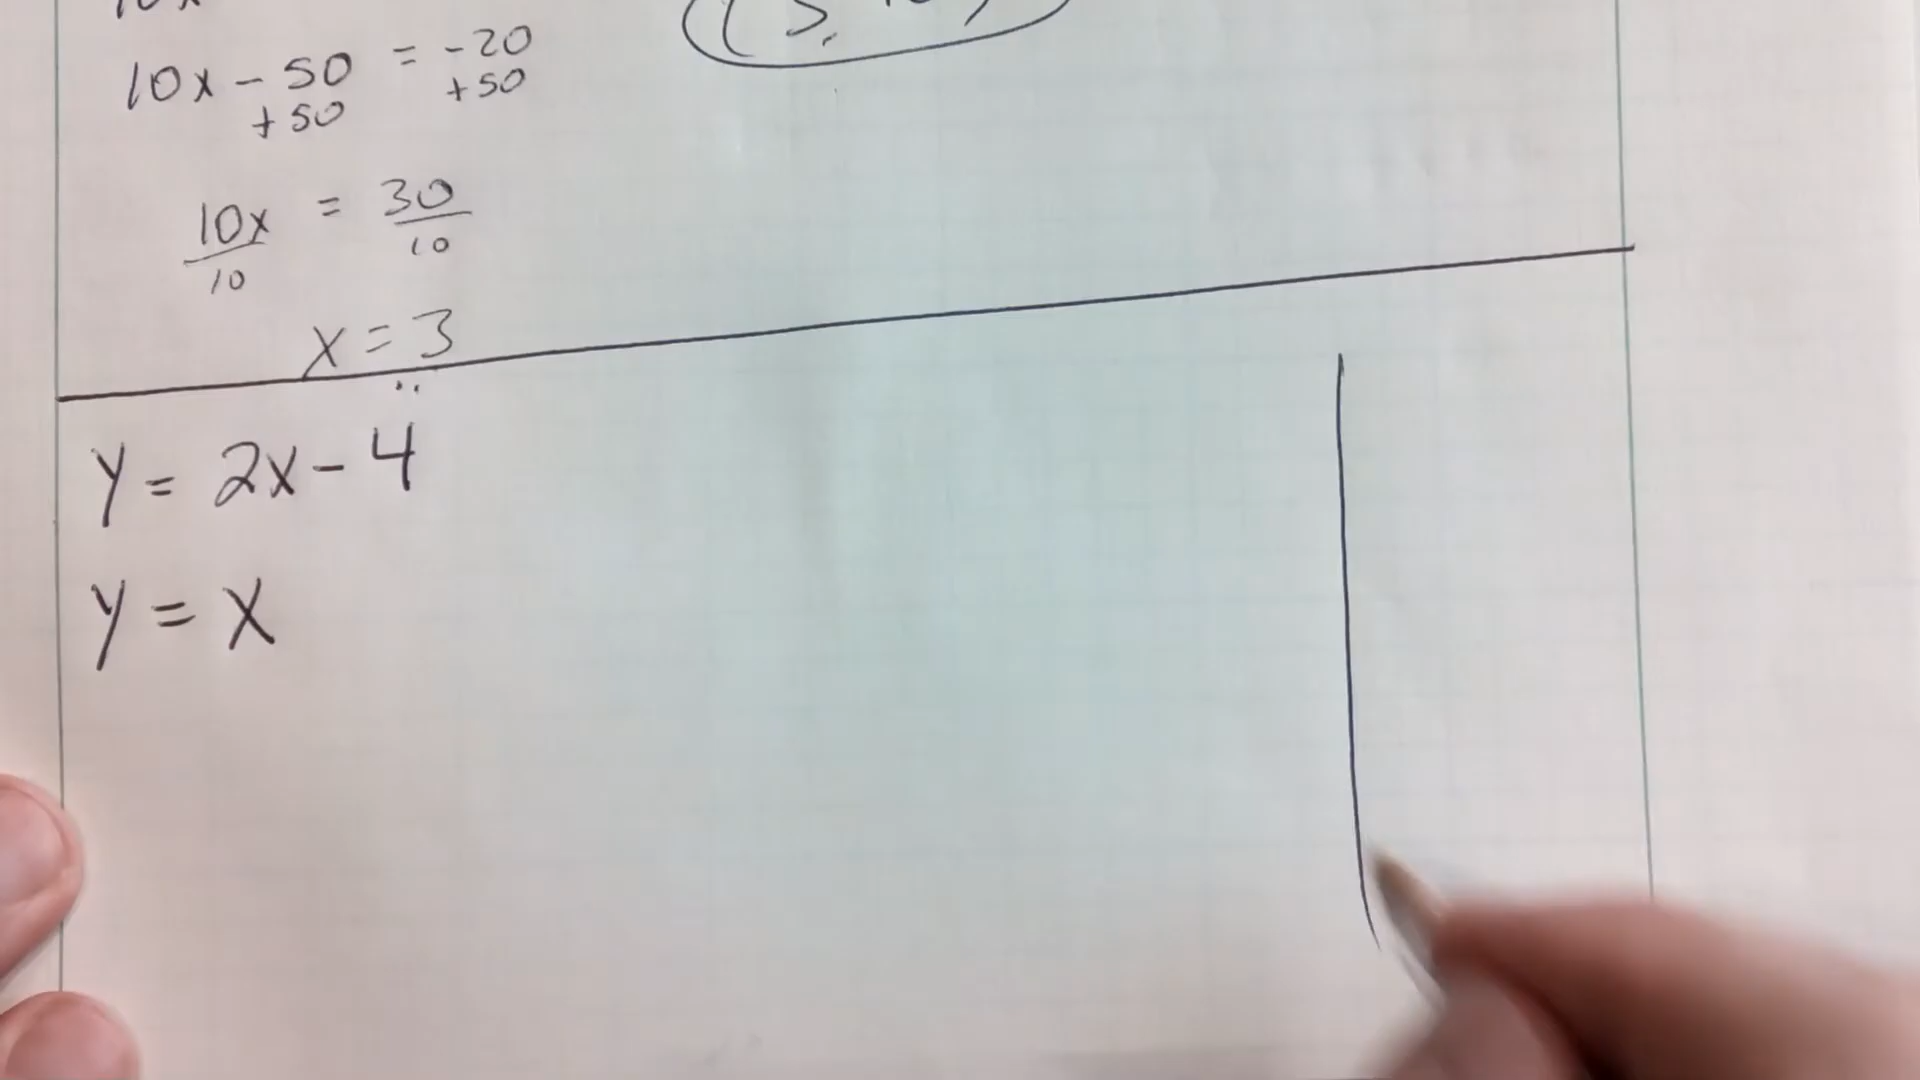 10x - 50 = -20
+50 +50
10x = 30
10 10
x = 3
y = 2x - 4
y = x